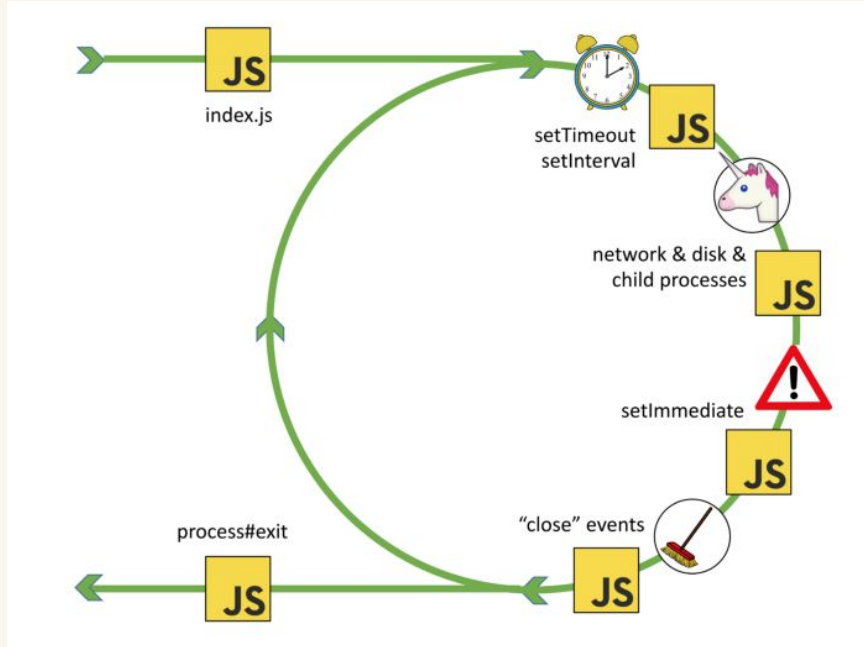 JS
index.js
setTimeout
setInterval
JS
network & disk &
child processes
JS
!
setImmediate
JS
"close" events
JS
process#exit
JS